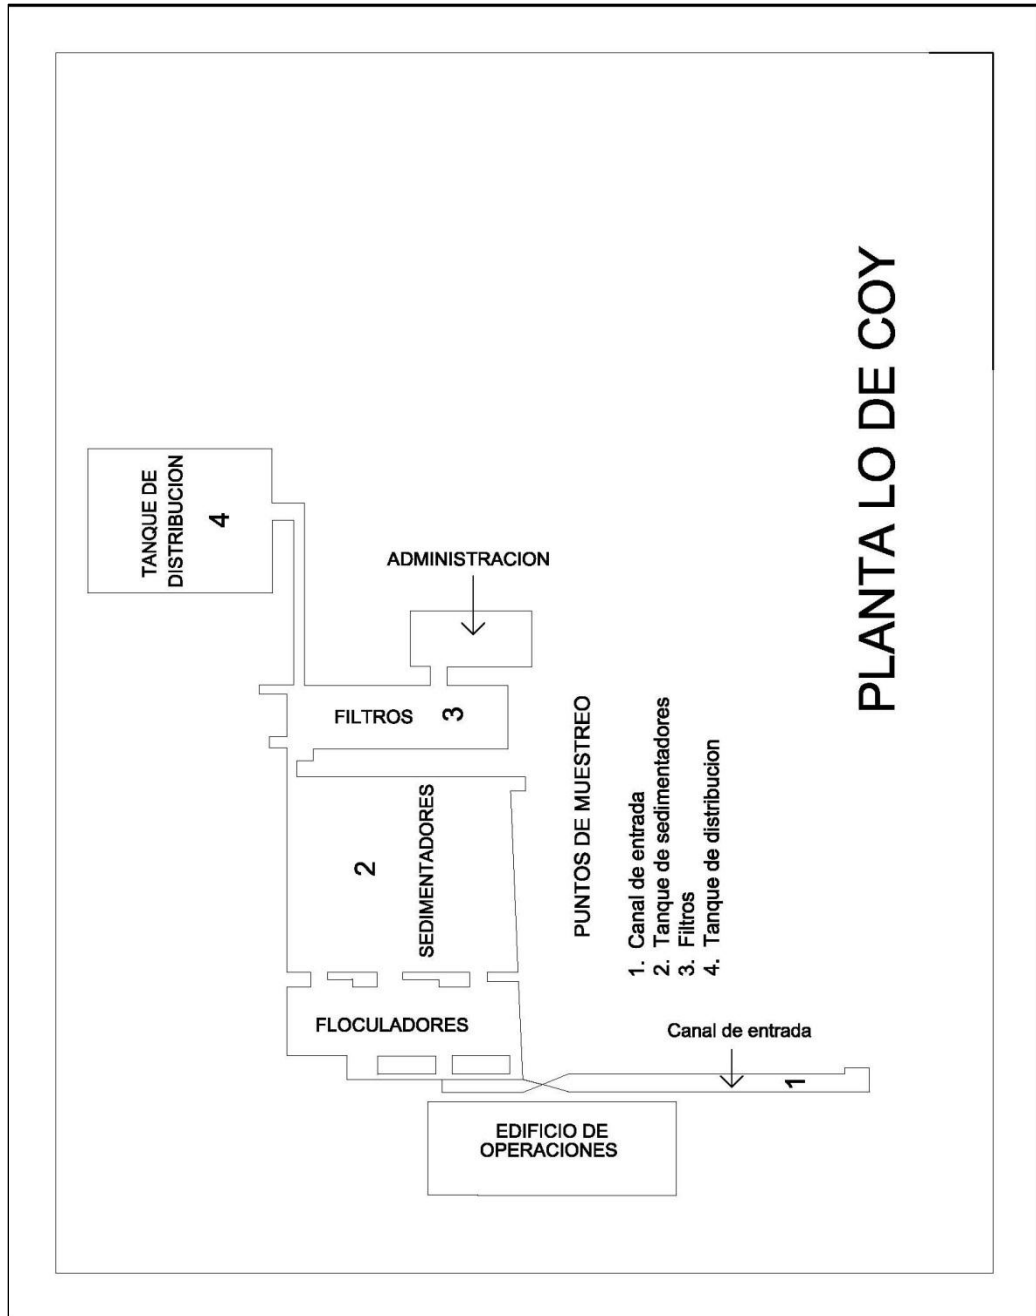 TANQUE DE
DISTRIBUCION
4
ADMINISTRACION
FILTROS
3
2
SEDIMENTADORES
FLOCULADORES
PUNTOS DE MUESTREO
1. Canal de entrada
2. Tanque de sedimentadores
3. Filtros
4. Tanque de distribucion
Canal de entrada
1
EDIFICIO DE
OPERACIONES
PLANTA LO DE COY